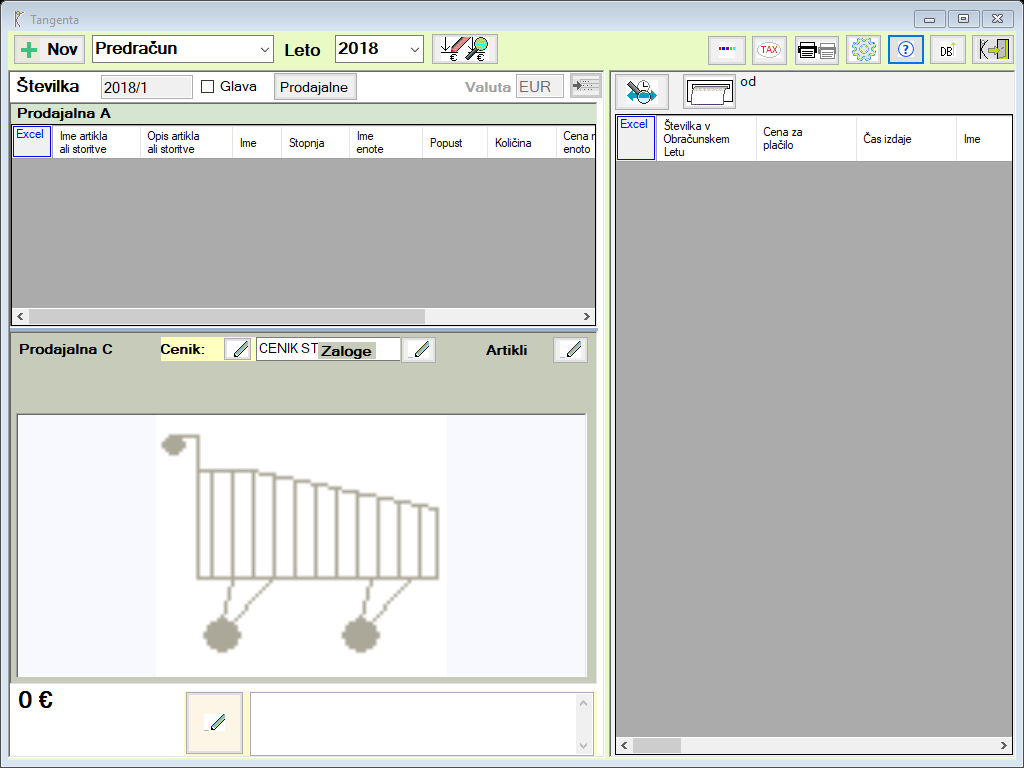 Tangenta
Nov
Predračun
Leto
2018
€ €
TAX
?
DB
Številka
2018/1
Glava
Prodajalne
Valuta
EUR
Prodajalna A
Excel
Ime artikla
ali storitve
Opis artikla
ali storitve
Ime
Stopnja
Ime
enote
Popust
Količina
Cena
enoto
od
Excel
Številka v
Obračunskem
Letu
Cena za
plačilo
Čas izdaje
Ime
Prodajalna C
Cenik:
CENIK ST
Zaloge
Artikli
0 €